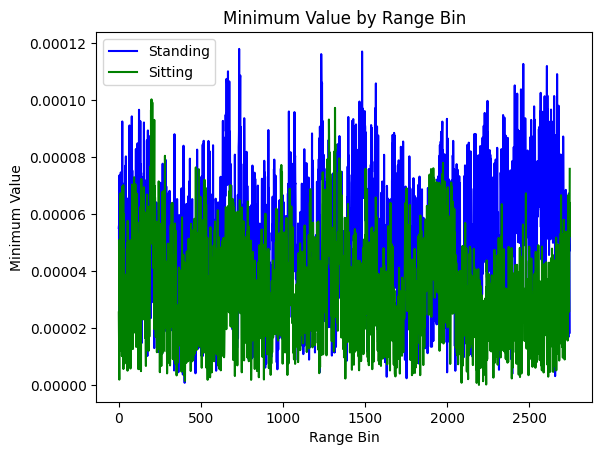 Minimum Value by Range Bin
Standing
Sitting
Minimum Value
0.00012
0.00010
0.00008
0.00006
0.00004
0.00002
0.00000
0 500 1000 1500 2000 2500
Range Bin